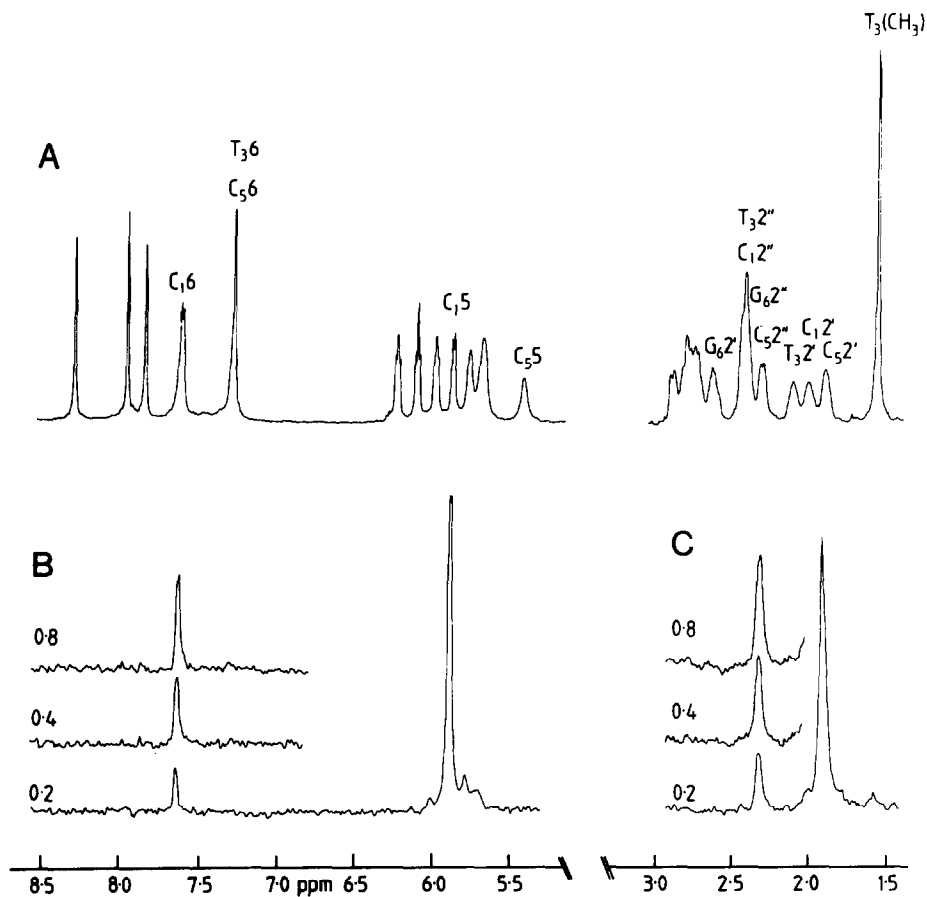 T₃(CH₃)
A
T₃6
C₅6
C₁6
C₁5
C₅5
T₃2″
C₁2″
G₆2″
G₆2′
C₅2″
T₃2′
C₁2′
C₅2′
B
C
0·8
0·4
0·2
0·8
0·4
0·2
8·5 8·0 7·5 7·0 ppm 6·5 6·0 5·5 3·0 2·5 2·0 1·5